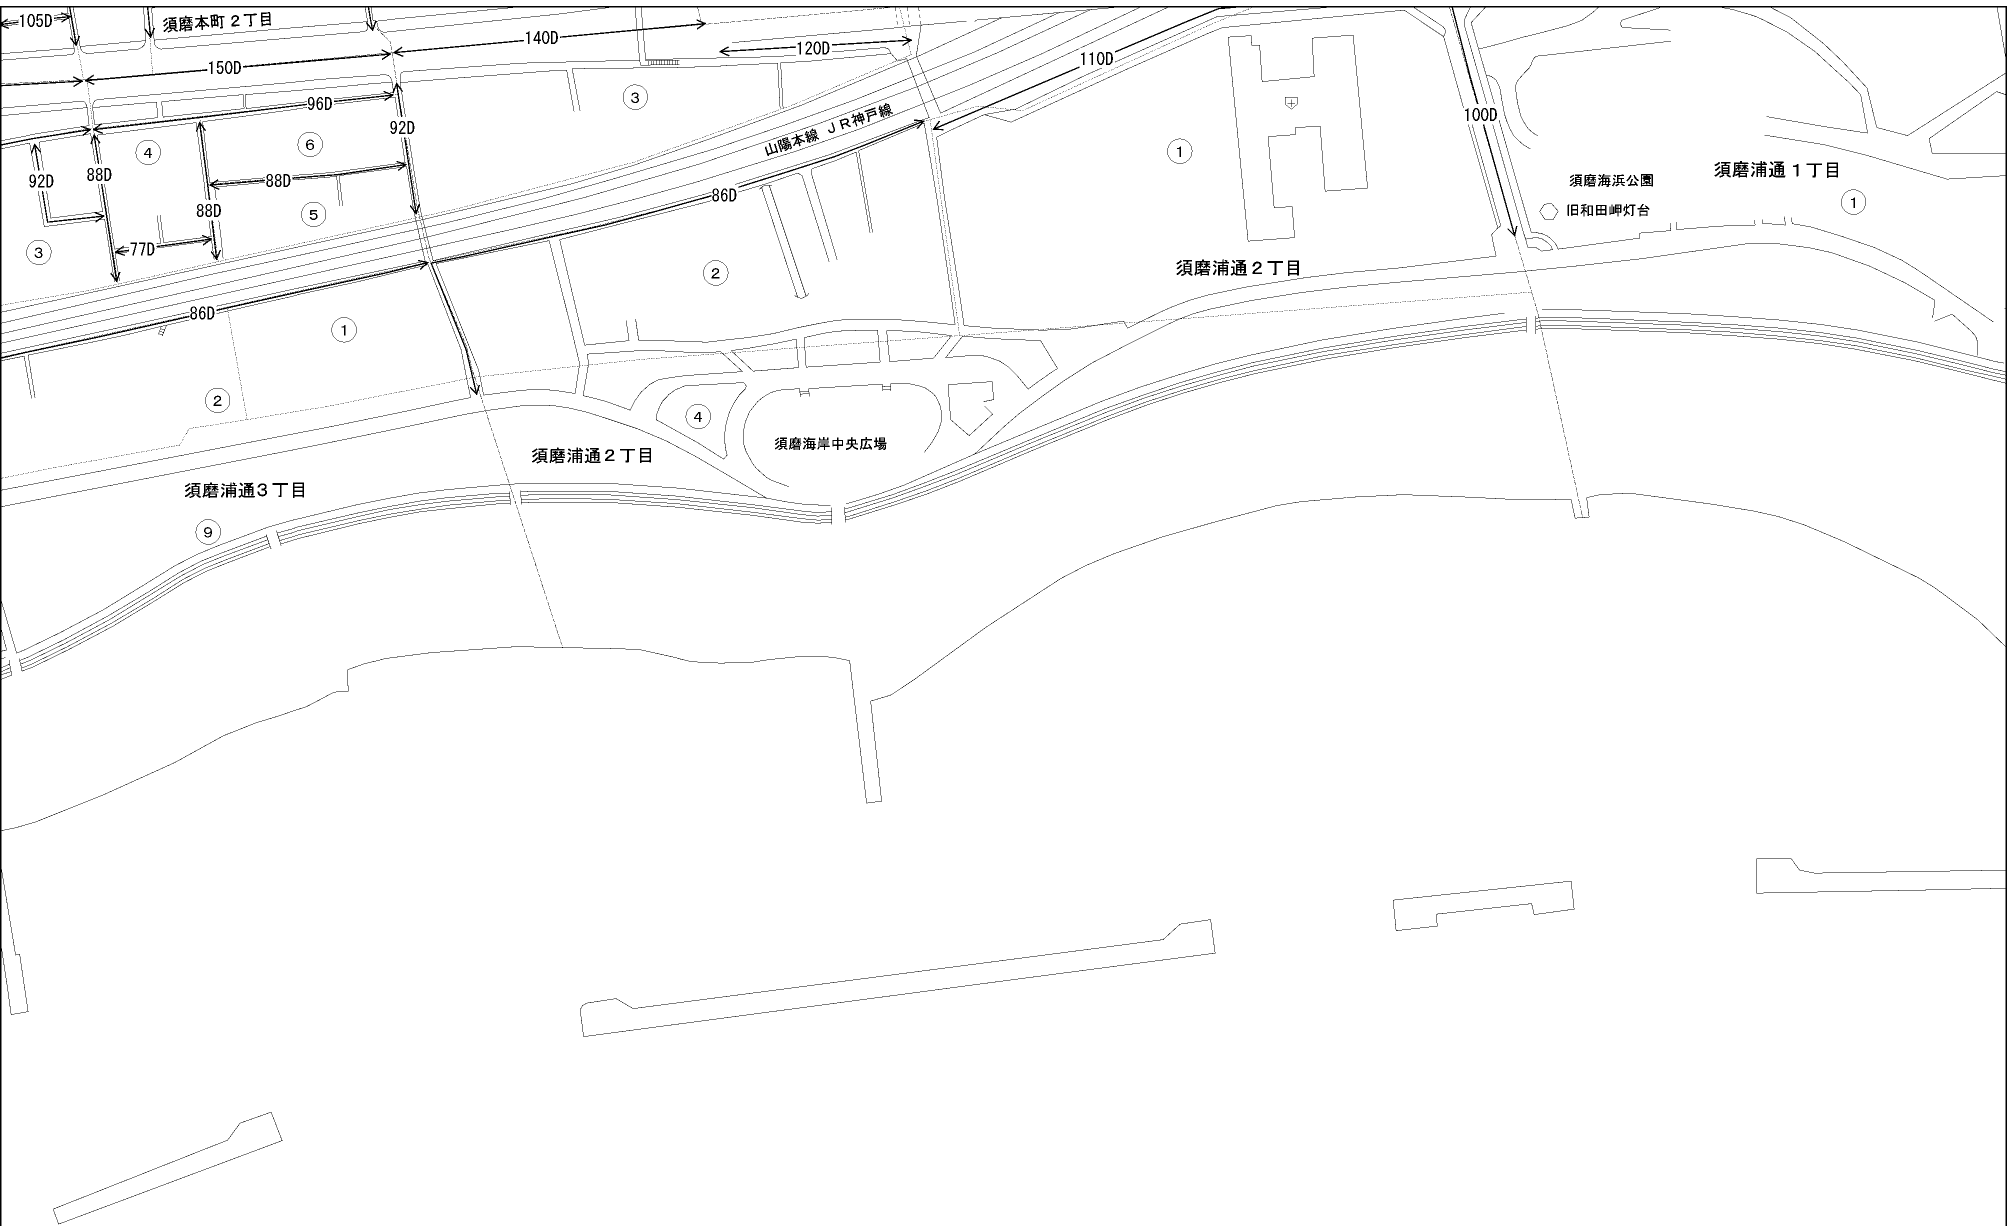 105D
須磨本町２丁目
140D
120D
150D
110D
96D
③
100D
92D
山陽本線 ＪＲ神戸線
⑥
④
①
88D
92D
88D
須磨海浜公園
須磨浦通１丁目
86D
①
旧和田岬灯台
88D
⑤
77D
③
②
須磨浦通２丁目
86D
①
②
④
須磨海岸中央広場
須磨浦通２丁目
須磨浦通３丁目
⑨